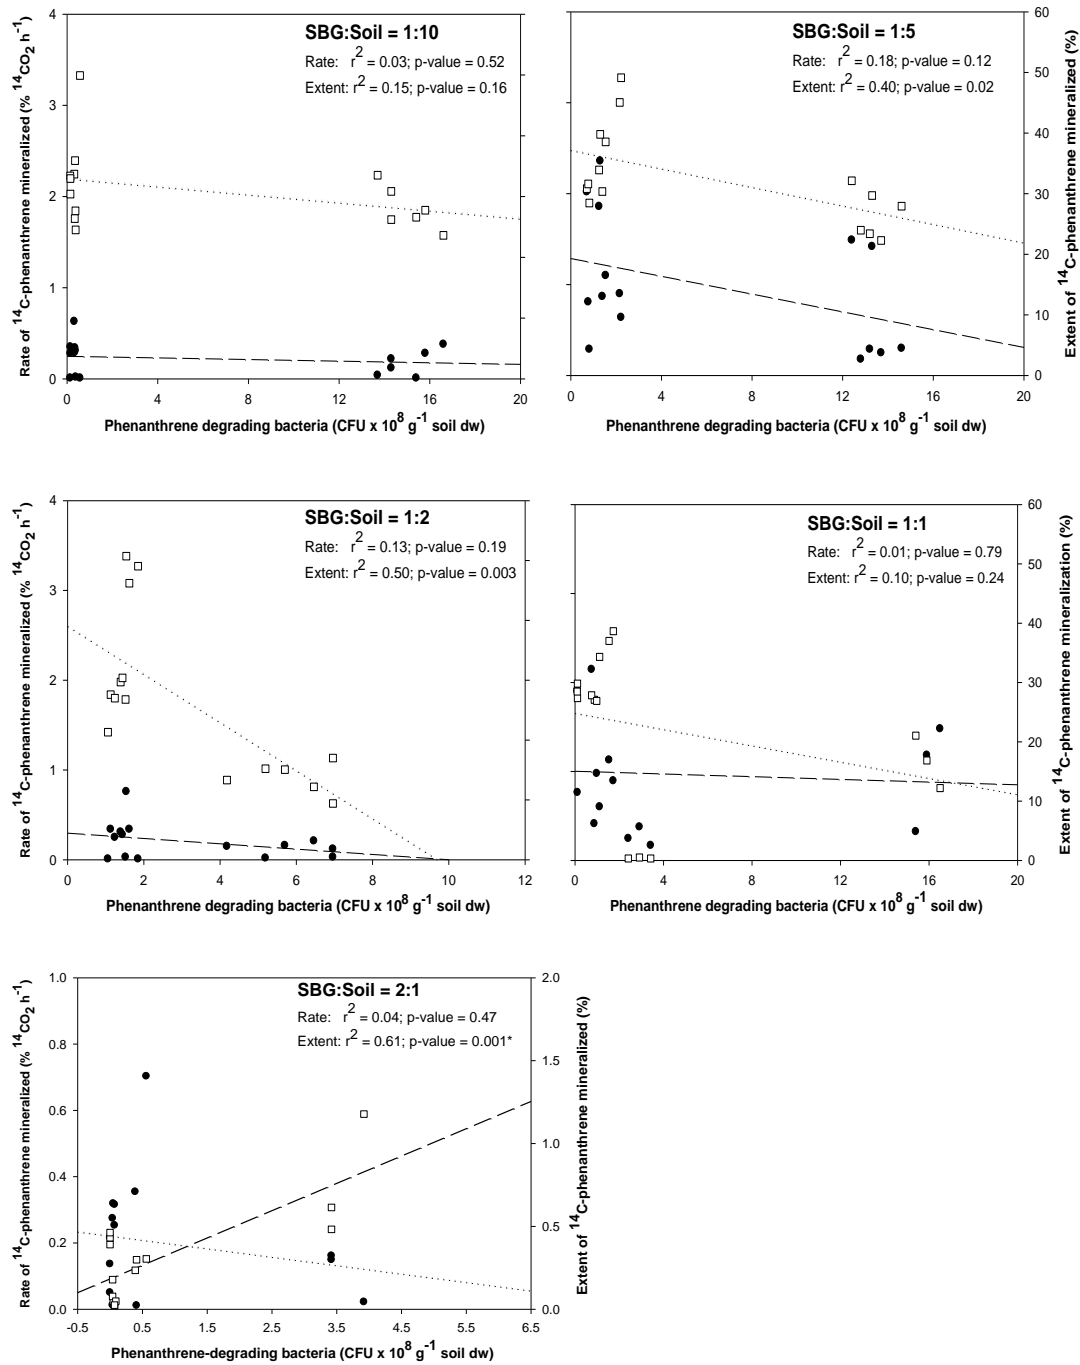 SBG:Soil = 1:10
Rate: r² = 0.03; p-value = 0.52
Extent: r² = 0.15; p-value = 0.16
Rate of ¹⁴C-phenanthrene mineralized (% ¹⁴CO₂ h⁻¹)
4
3
2
1
0
0 4 8 12 16 20
Phenanthrene degrading bacteria (CFU x 10⁸ g⁻¹ soil dw)
SBG:Soil = 1:5
Rate: r² = 0.18; p-value = 0.12
Extent: r² = 0.40; p-value = 0.02
60
50
40
30
20
10
0
Extent of ¹⁴C-phenanthrene mineralized (%)
0 4 8 12 16 20
Phenanthrene degrading bacteria (CFU x 10⁸ g⁻¹ soil dw)
SBG:Soil = 1:2
Rate: r² = 0.13; p-value = 0.19
Extent: r² = 0.50; p-value = 0.003
Rate of ¹⁴C-phenanthrene mineralized (% ¹⁴CO₂ h⁻¹)
4
3
2
1
0
0 2 4 6 8 10 12
Phenanthrene degrading bacteria (CFU x 10⁸ g⁻¹ soil dw)
SBG:Soil = 1:1
Rate: r² = 0.01; p-value = 0.79
Extent: r² = 0.10; p-value = 0.24
60
50
40
30
20
10
0
Extent of ¹⁴C-phenanthrene mineralization (%)
0 4 8 12 16 20
Phenanthrene degrading bacteria (CFU x 10⁸ g⁻¹ soil dw)
SBG:Soil = 2:1
Rate: r² = 0.04; p-value = 0.47
Extent: r² = 0.61; p-value = 0.001*
Rate of ¹⁴C-phenanthrene mineralized (% ¹⁴CO₂ h⁻¹)
1.0
0.8
0.6
0.4
0.2
0.0
2.0
1.5
1.0
0.5
0.0
Extent of ¹⁴C-phenanthrene mineralized (%)
-0.5 0.5 1.5 2.5 3.5 4.5 5.5 6.5
Phenanthrene-degrading bacteria (CFU x 10⁸ g⁻¹ soil dw)